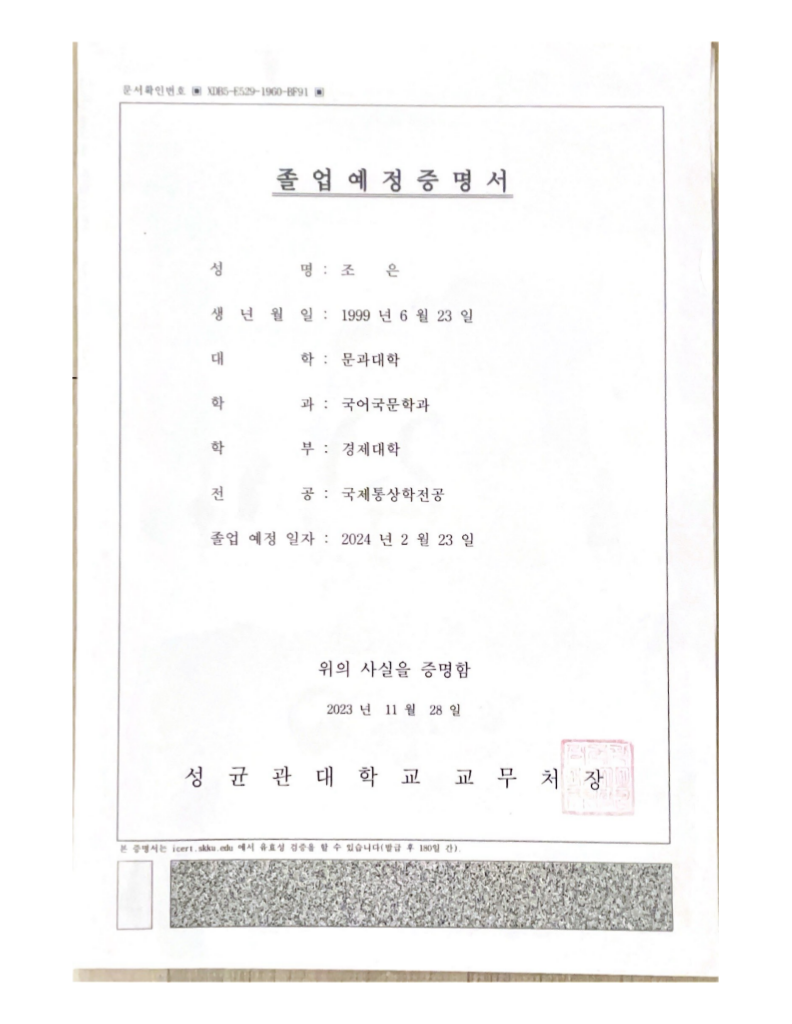 문서확인번호 ▣ XDB5-E529-1960-BF91 ▣
졸업예정증명서
성 명 : 조 은
생 년 월 일 : 1999 년 6 월 23 일
대 학 : 문과대학
학 과 : 국어국문학과
학 부 : 경제대학
전 공 : 국제통상학전공
졸업 예정 일자 : 2024 년 2 월 23 일
위의 사실을 증명함
2023 년 11 월 28 일
성 균 관 대 학 교 교 무 처 장
본 증명서는 icert.skku.edu 에서 유효성 검증을 할 수 있습니다(발급 후 180일 간).